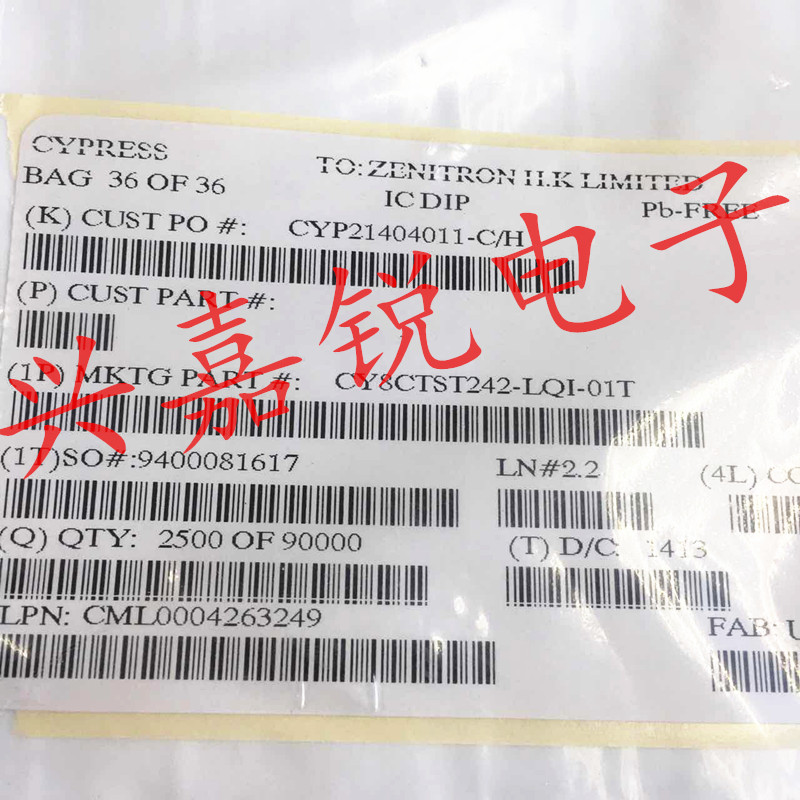 CYPRESS
TO: ZENITRON H.K LIMITED
BAG 36 OF 36
IC DIP
Pb-FREE
(K) CUST PO #: CYP21404011-C/H
(P) CUST PART #:
(1P) MKTG PART #: CY8CTST242-LQI-01T
(1T)SO#:9400081617
LN#2.2
(4L)
(Q) QTY: 2500 OF 90000
(T) D/C: 1413
LPN: CML0004263249
FAB:
兴嘉锐电子